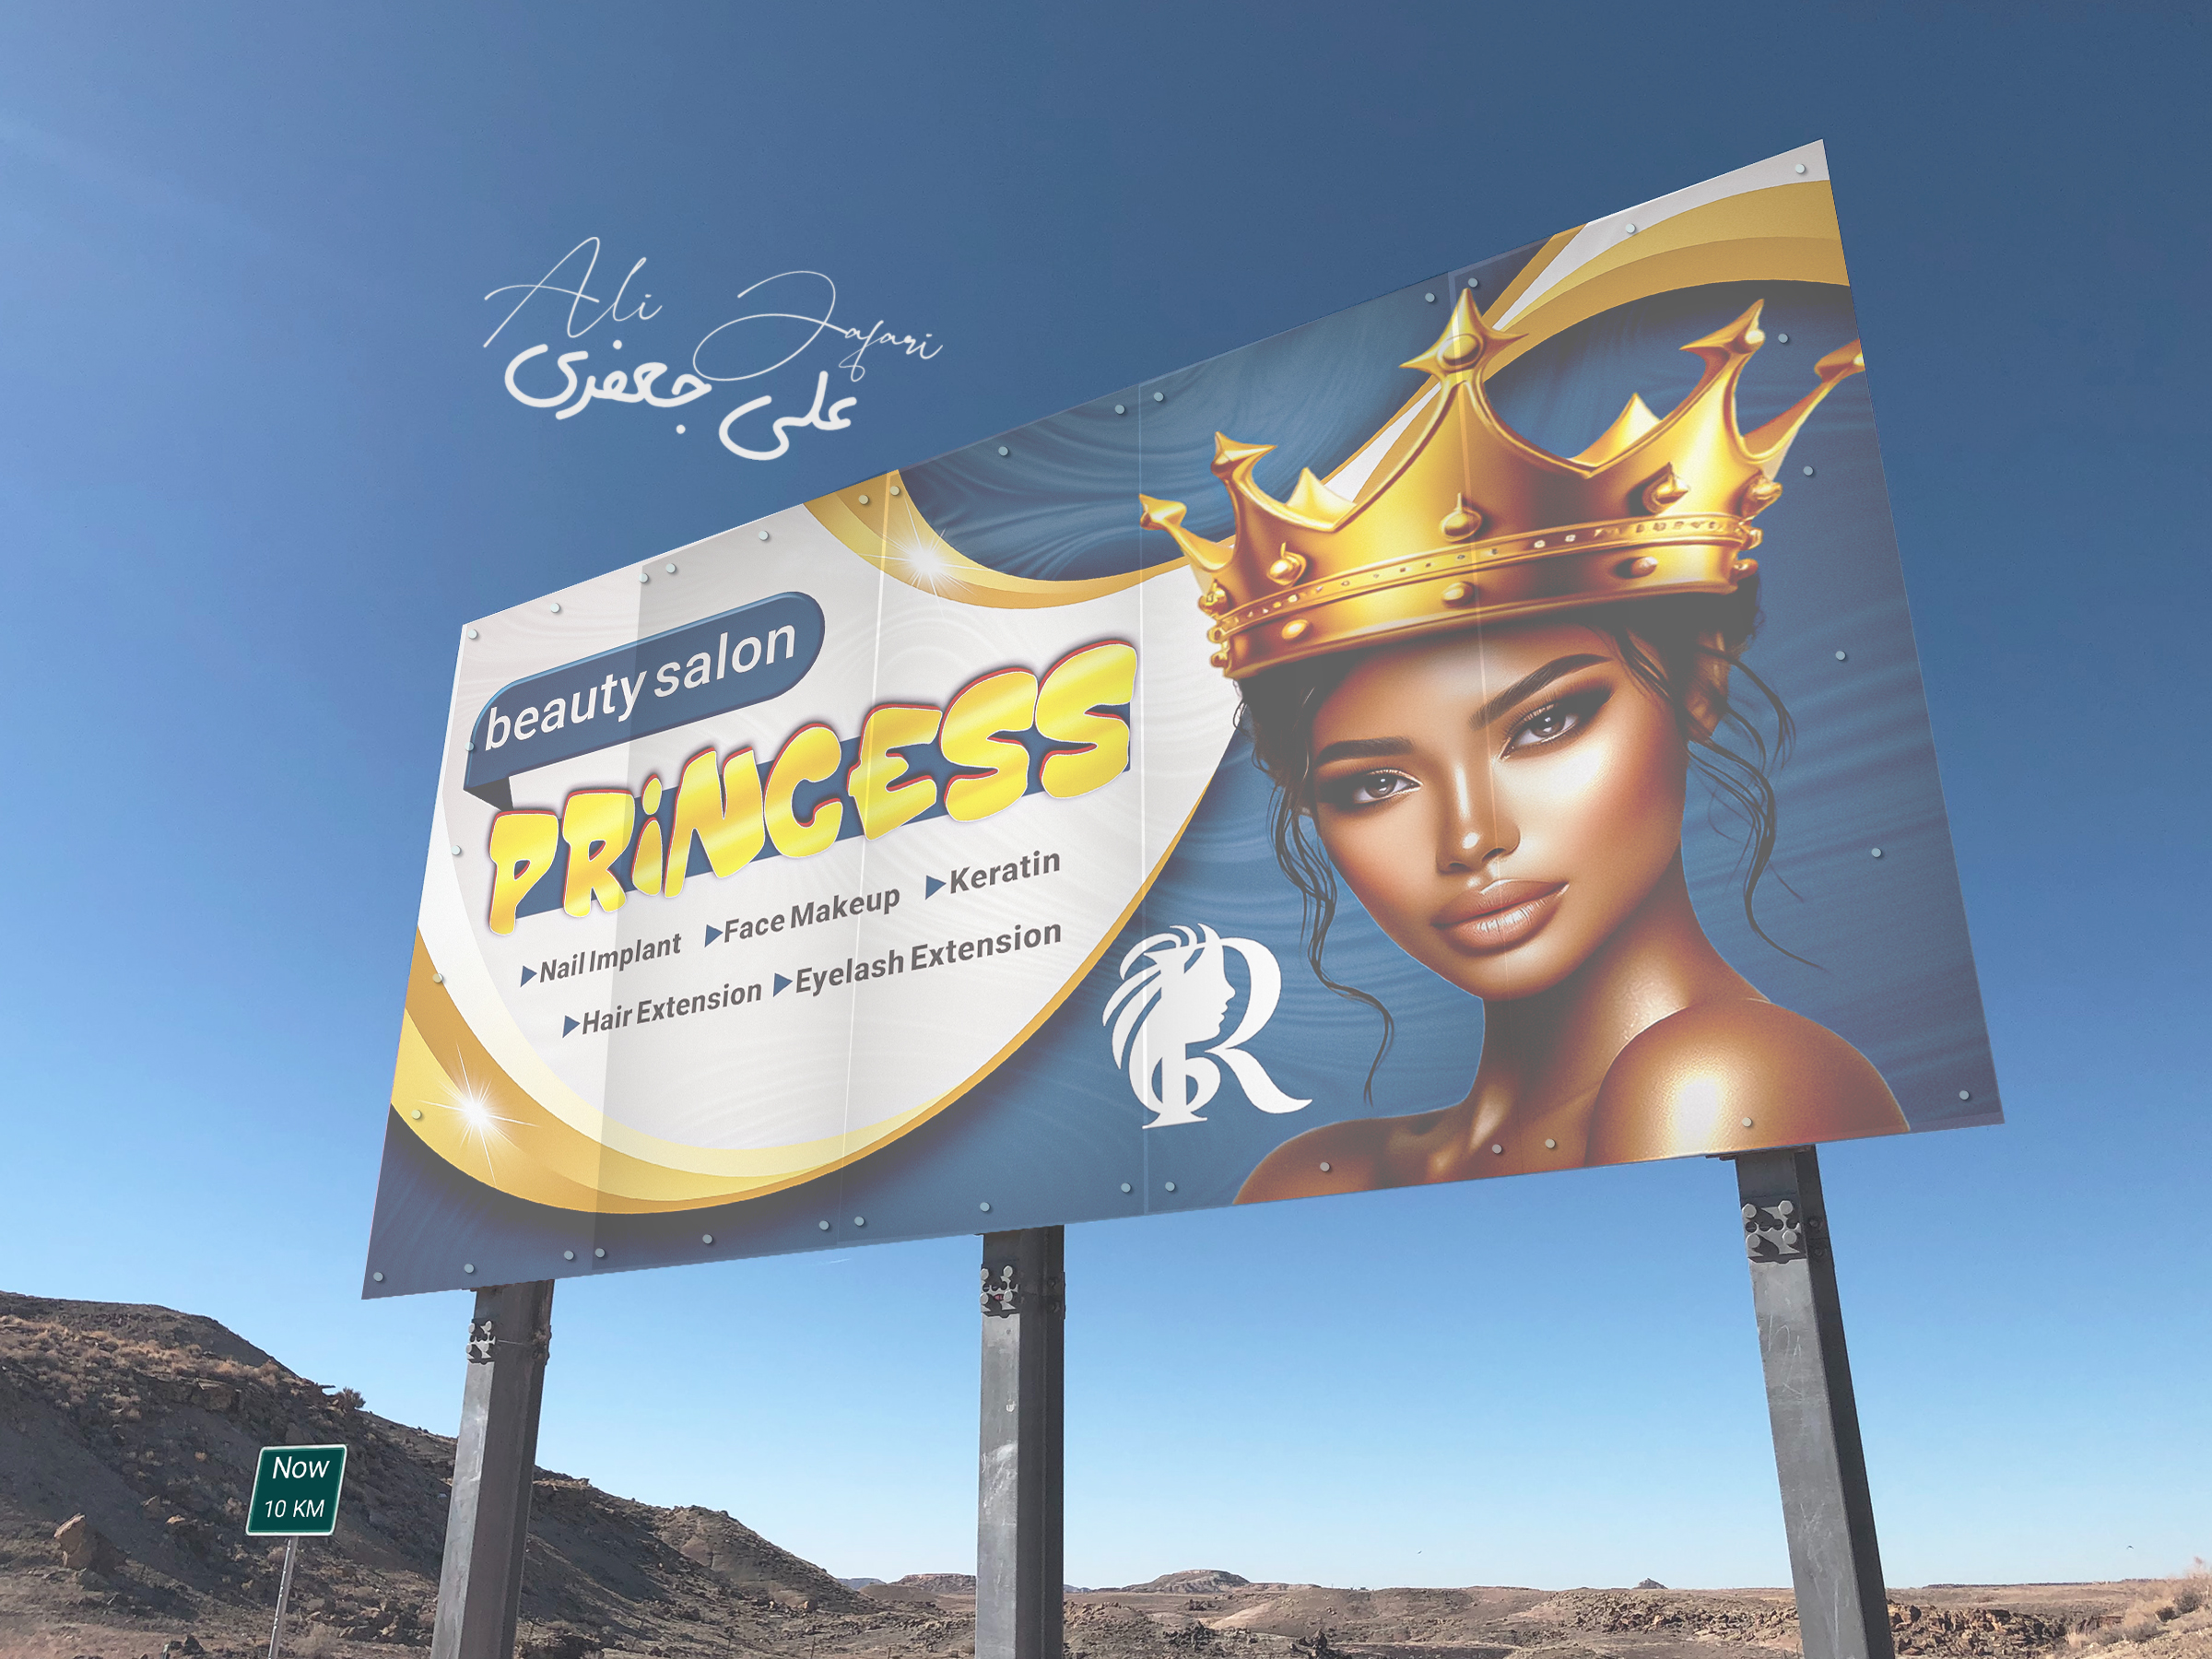 Ali Jafari
علی جعفری
beauty salon
PRiNCESS
Nail Implant Face Makeup Keratin
Hair Extension Eyelash Extension
R
Now
10 KM